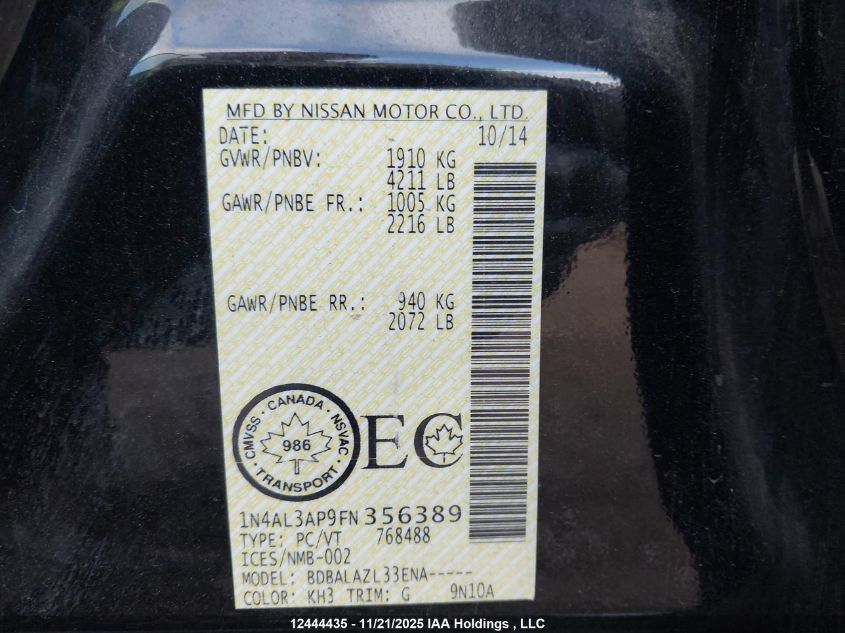 MFD BY NISSAN MOTOR CO., LTD.
DATE: 10/14
GVWR/PNBV: 1910 KG
4211 LB
GAWR/PNBE FR.: 1005 KG
2216 LB
GAWR/PNBE RR.: 940 KG
2072 LB
CMVSS · CANADA · NSVAC · TRANSPORT ·
986
EC
1N4AL3AP9FN356389
TYPE: PC/VT 768488
ICES/NMB-002
MODEL: BDBALAZL33ENA-----
COLOR: KH3 TRIM: G 9N10A
12444435 - 11/21/2025 IAA Holdings , LLC